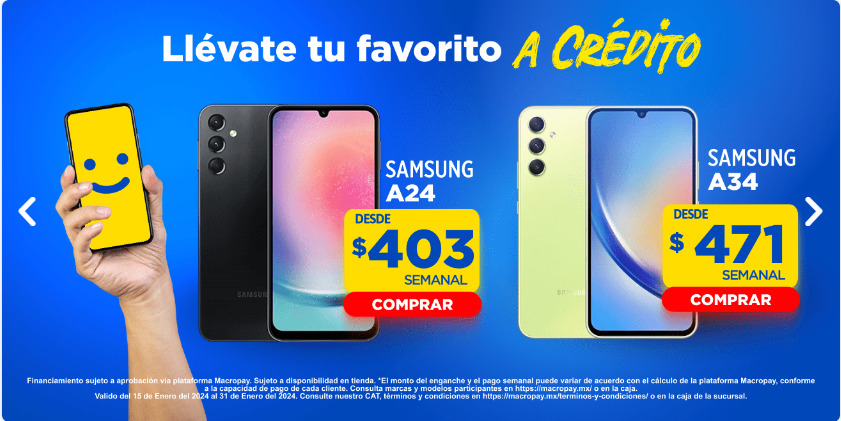 Llévate tu favorito A CRÉDITO
SAMSUNG
A24
DESDE
$403
SEMANAL
COMPRAR
SAMSUNG
A34
DESDE
$ 471
SEMANAL
COMPRAR
SAMSUNG
SAMSUNG
Financiamiento sujeto a aprobación vía plataforma Macropay. Sujeto a disponibilidad en tienda. *El monto del enganche y el pago semanal puede variar de acuerdo con el cálculo de la plataforma Macropay, conforme
a la capacidad de pago de cada cliente. Consulta marcas y modelos participantes en https://macropay.mx/ o en la caja.
Valido del 15 de Enero del 2024 al 31 de Enero del 2024. Consulte nuestro CAT, términos y condiciones en https://macropay.mx/terminos-y-condiciones/ o en la caja de la sucursal.